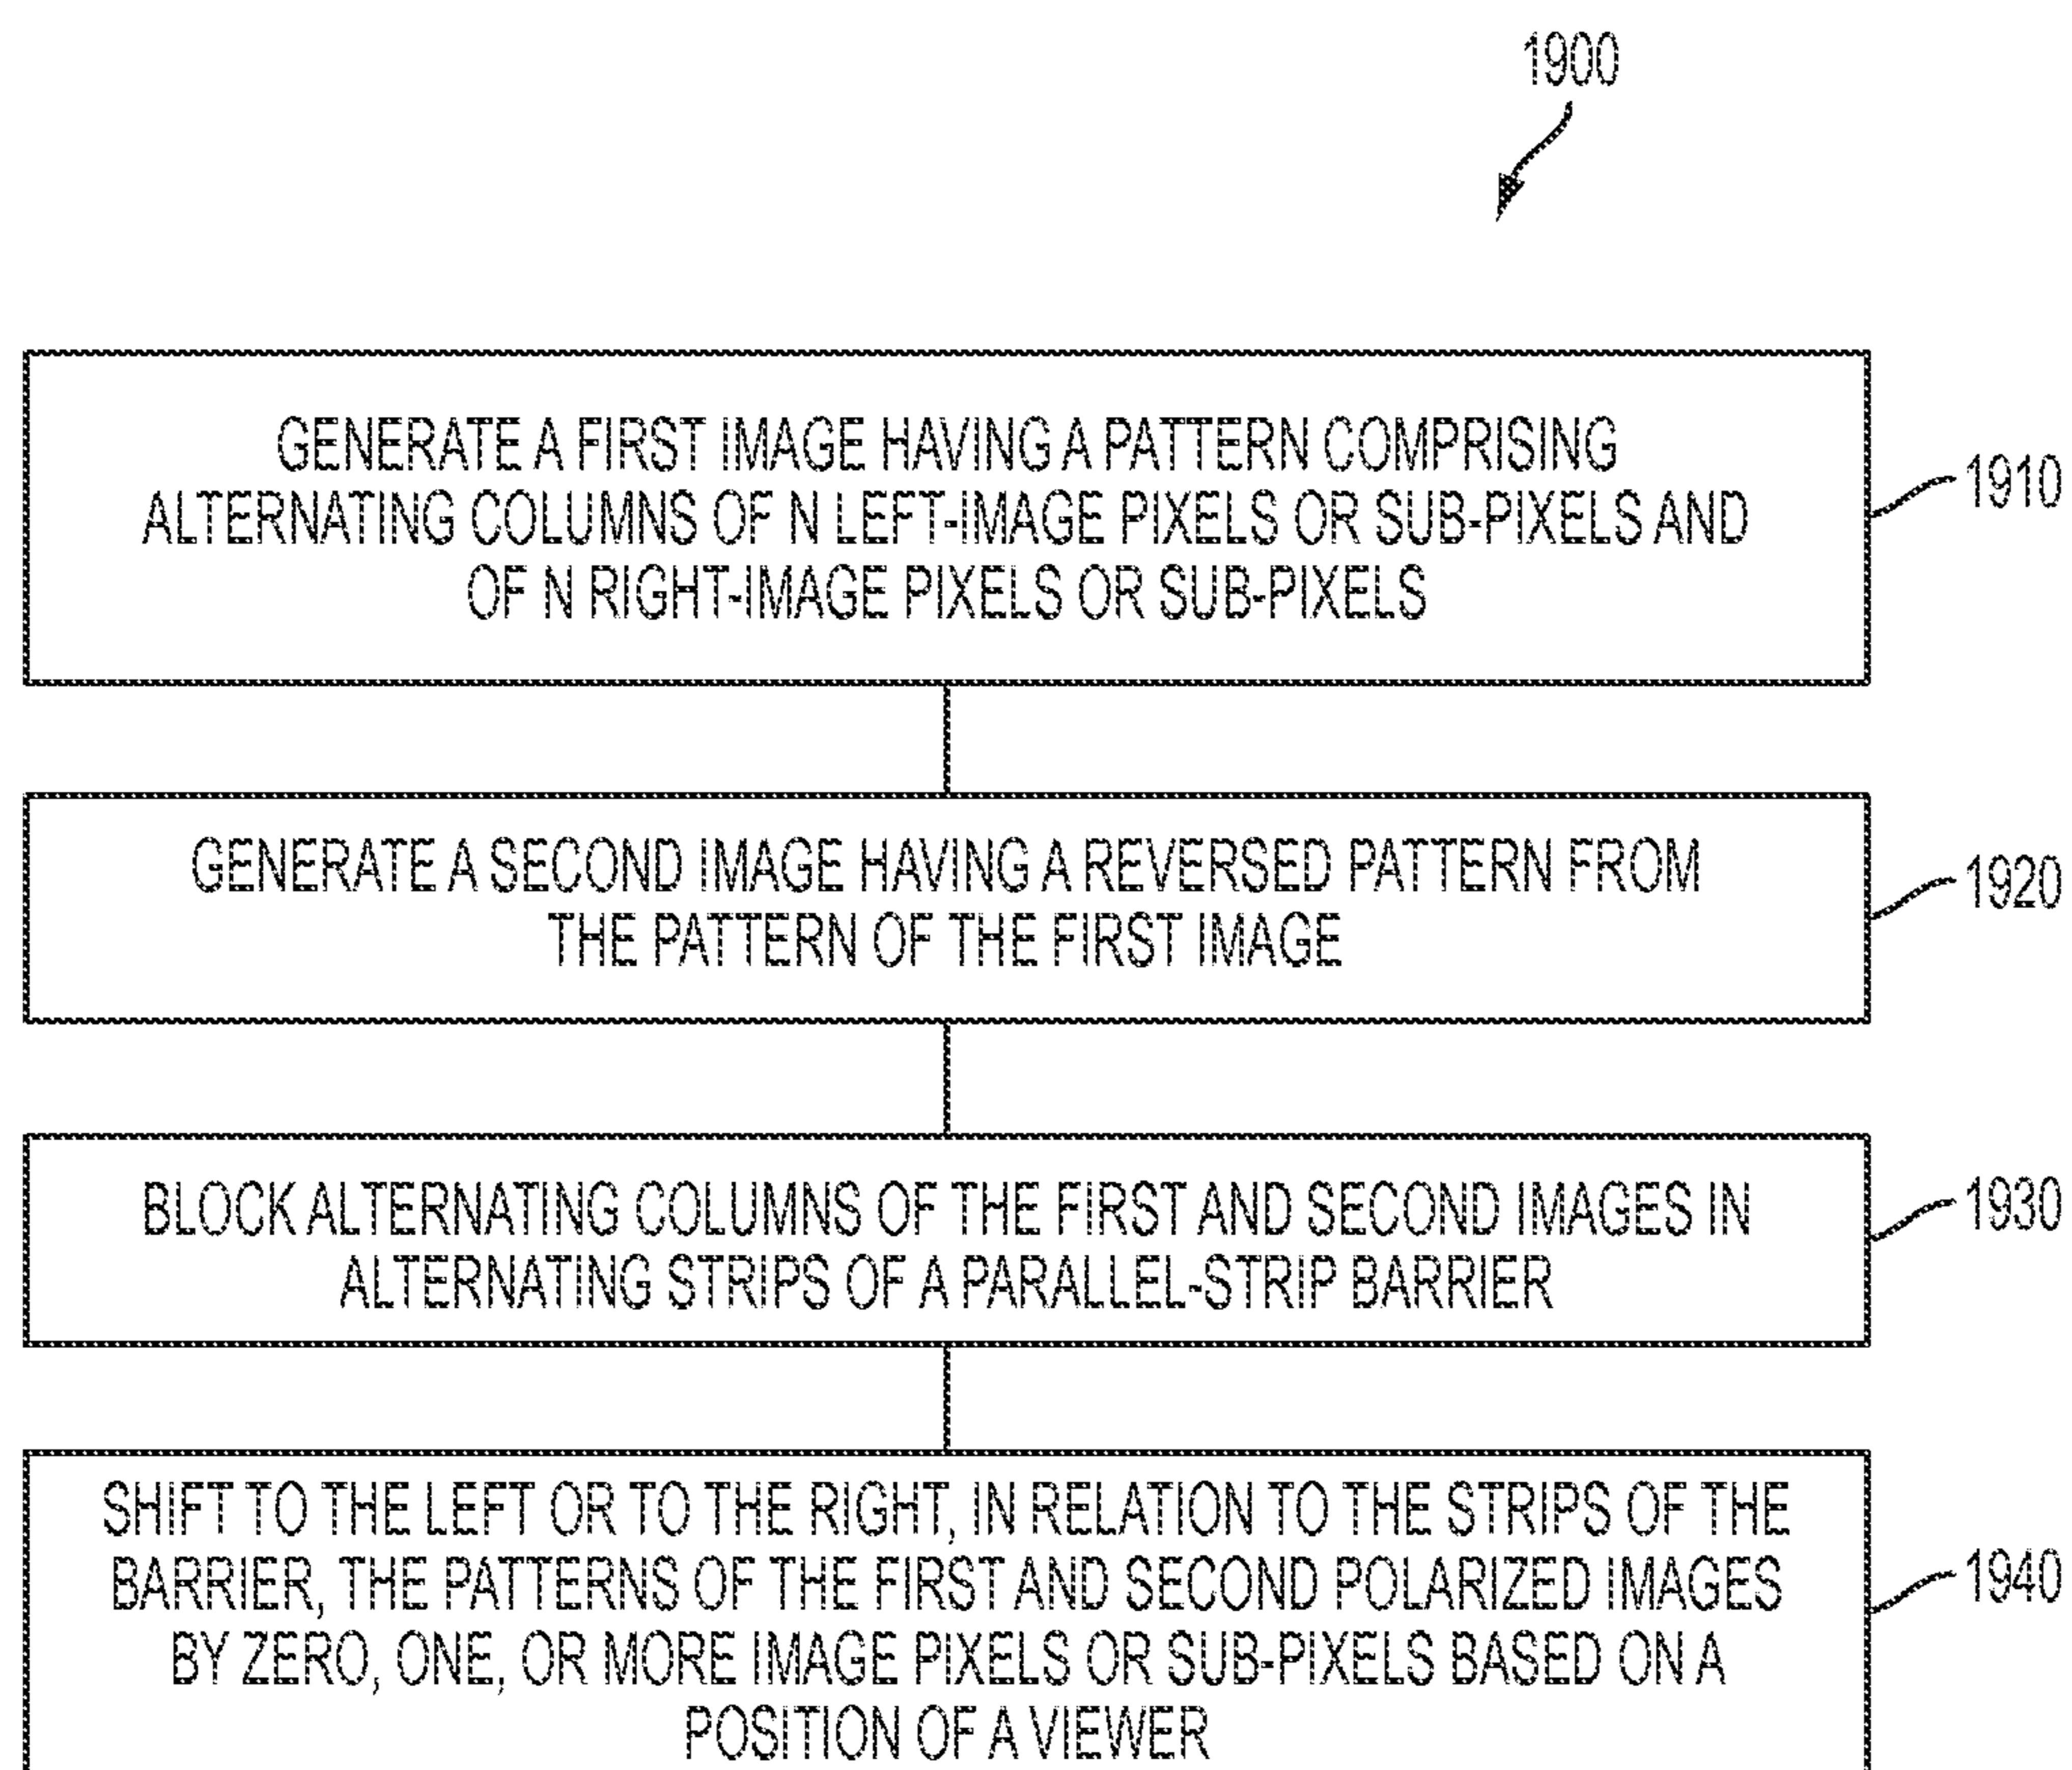 1900
GENERATE A FIRST IMAGE HAVING A PATTERN COMPRISING
ALTERNATING COLUMNS OF N LEFT-IMAGE PIXELS OR SUB-PIXELS AND
OF N RIGHT-IMAGE PIXELS OR SUB-PIXELS
1910
GENERATE A SECOND IMAGE HAVING A REVERSED PATTERN FROM
THE PATTERN OF THE FIRST IMAGE
1920
BLOCK ALTERNATING COLUMNS OF THE FIRST AND SECOND IMAGES IN
ALTERNATING STRIPS OF A PARALLEL-STRIP BARRIER
1930
SHIFT TO THE LEFT OR TO THE RIGHT, IN RELATION TO THE STRIPS OF THE
BARRIER, THE PATTERNS OF THE FIRST AND SECOND POLARIZED IMAGES
BY ZERO, ONE, OR MORE IMAGE PIXELS OR SUB-PIXELS BASED ON A
POSITION OF A VIEWER
1940